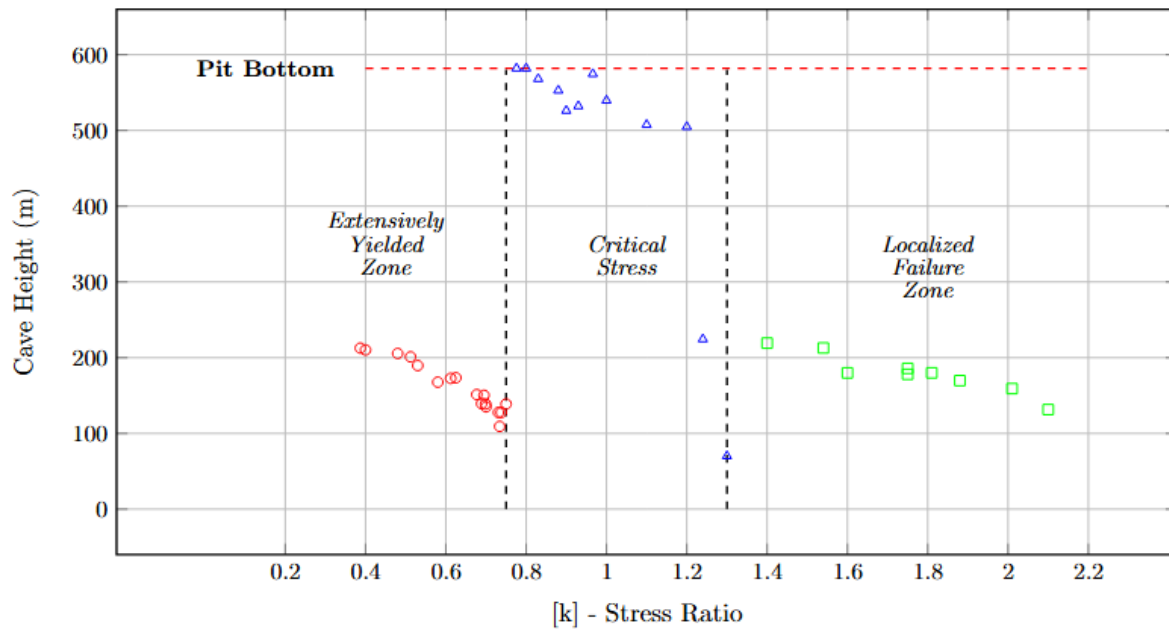 600
Pit Bottom
500
400
300
200
100
0
Cave Height (m)
Extensively
Yielded
Zone
Critical
Stress
Localized
Failure
Zone
0.2 0.4 0.6 0.8 1 1.2 1.4 1.6 1.8 2 2.2
[k] - Stress Ratio